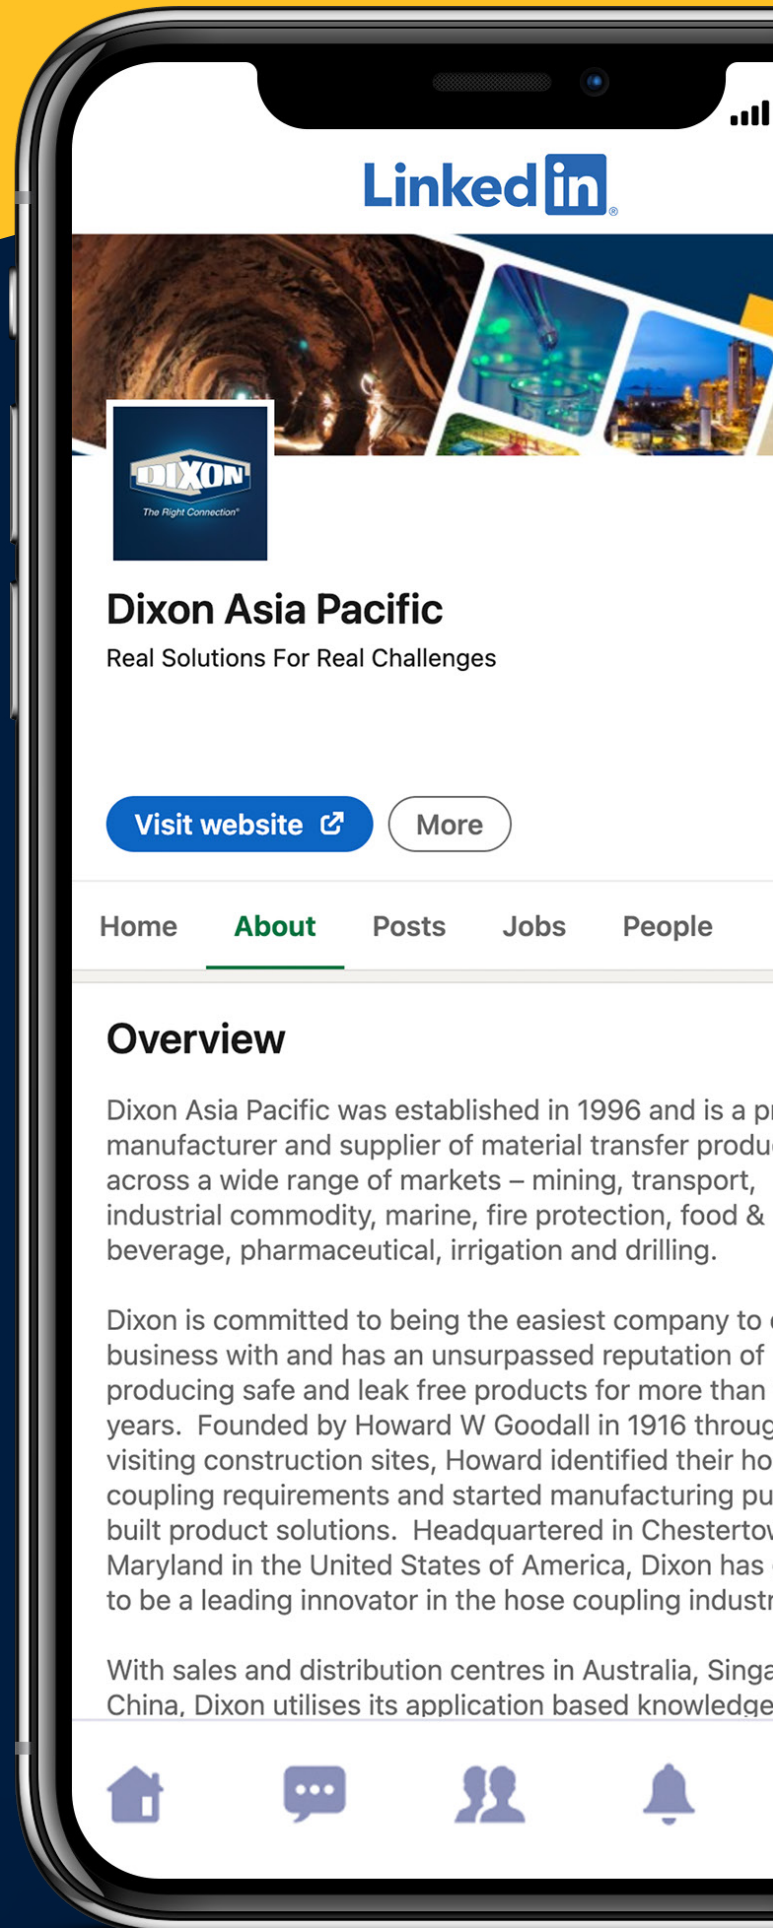 Linked in
DIXON
The Right Connection®
Dixon Asia Pacific
Real Solutions For Real Challenges
Visit website
More
Home About Posts Jobs People
Overview
Dixon Asia Pacific was established in 1996 and is a
manufacturer and supplier of material transfer
across a wide range of markets – mining, transport,
industrial commodity, marine, fire protection, food &
beverage, pharmaceutical, irrigation and drilling.
Dixon is committed to being the easiest company to
business with and has an unsurpassed reputation of
producing safe and leak free products for more than
years. Founded by Howard W Goodall in 1916
visiting construction sites, Howard identified their
coupling requirements and started manufacturing
built product solutions. Headquartered in
Maryland in the United States of America, Dixon has
to be a leading innovator in the hose coupling
With sales and distribution centres in Australia,
China, Dixon utilises its application based knowledge